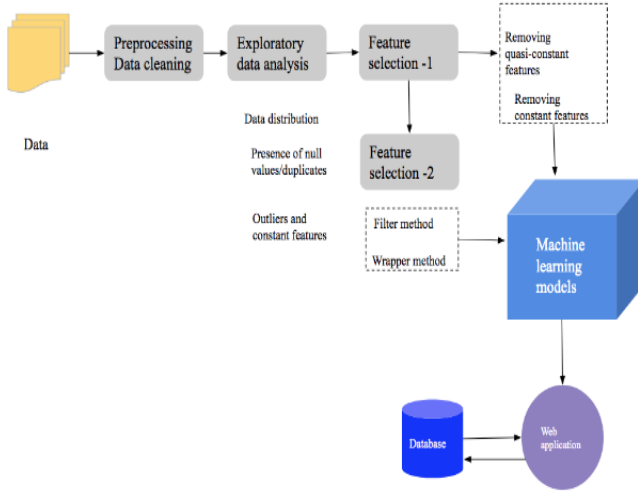 Preprocessing
Data cleaning
Exploratory
data analysis
Feature
selection -1
Removing
quasi-constant
features
Removing
constant features
Data
Data distribution
Presence of null
values/duplicates
Outliers and
constant features
Feature
selection -2
Filter method
Wrapper method
Machine
learning
models
Database
Web
application